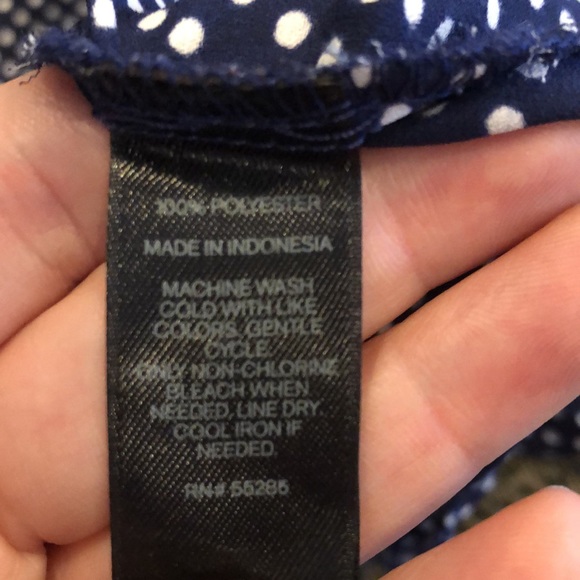 100% POLYESTER
MADE IN INDONESIA
MACHINE WASH
COLD WITH LIKE
COLORS, GENTLE
CYCLE.
ONLY NON-CHLORINE
BLEACH WHEN
NEEDED. LINE DRY.
COOL IRON IF
NEEDED.
RN# 55285